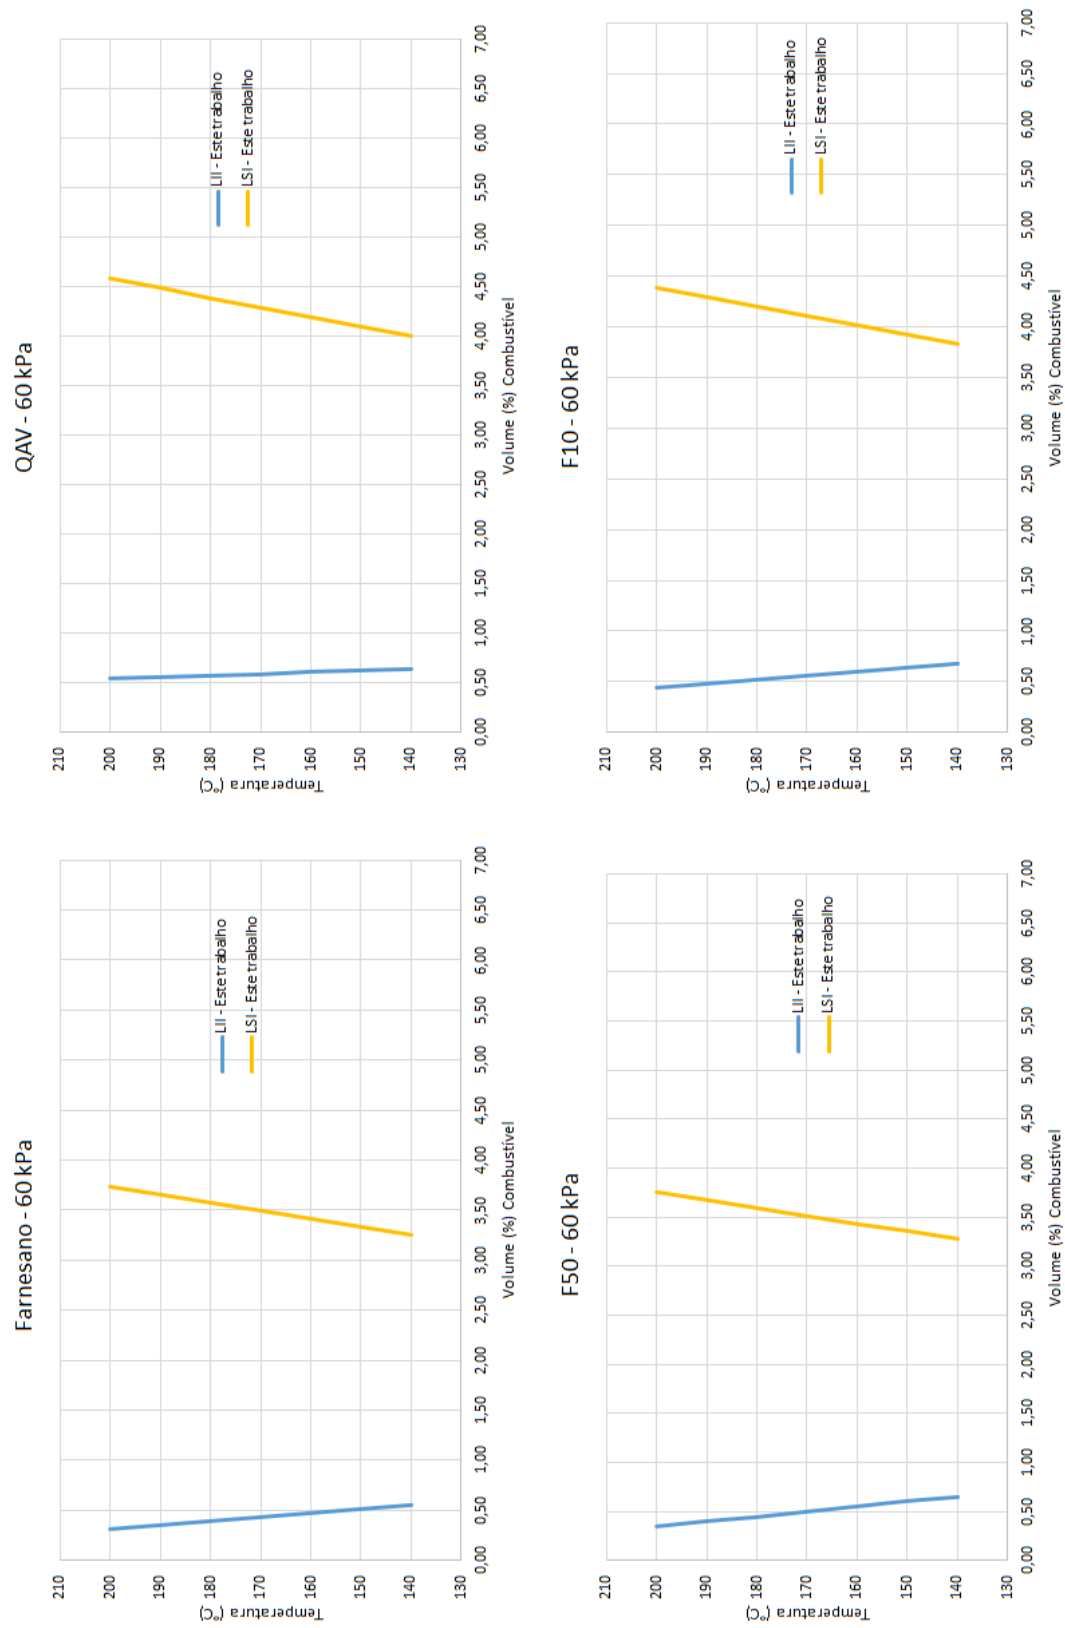 Farnesano - 60 kPa
210
200
190
180
170
160
150
140
130
Temperatura (°C)
0,00 0,50 1,00 1,50 2,00 2,50 3,00 3,50 4,00 4,50 5,00 5,50 6,00 6,50 7,00
Volume (%) Combustível
LII - Este trabalho
LSI - Este trabalho
QAV - 60 kPa
210
200
190
180
170
160
150
140
130
Temperatura (°C)
0,00 0,50 1,00 1,50 2,00 2,50 3,00 3,50 4,00 4,50 5,00 5,50 6,00 6,50 7,00
Volume (%) Combustível
LII - Este trabalho
LSI - Este trabalho
F50 - 60 kPa
210
200
190
180
170
160
150
140
130
Temperatura (°C)
0,00 0,50 1,00 1,50 2,00 2,50 3,00 3,50 4,00 4,50 5,00 5,50 6,00 6,50 7,00
Volume (%) Combustível
LII - Este trabalho
LSI - Este trabalho
F10 - 60 kPa
210
200
190
180
170
160
150
140
130
Temperatura (°C)
0,00 0,50 1,00 1,50 2,00 2,50 3,00 3,50 4,00 4,50 5,00 5,50 6,00 6,50 7,00
Volume (%) Combustível
LII - Este trabalho
LSI - Este trabalho